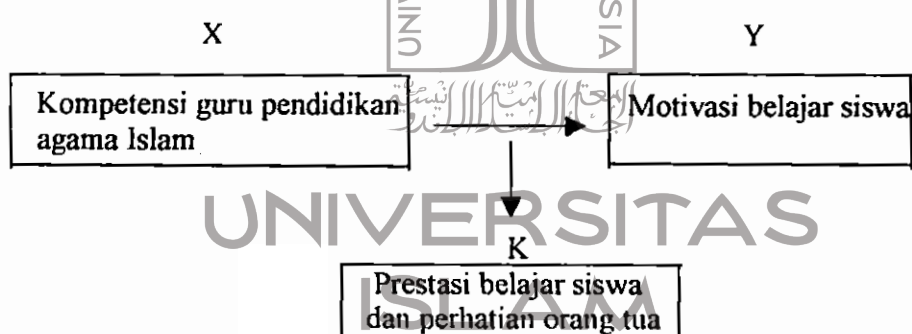 X
Y
Kompetensi guru pendidikan
agama Islam
Motivasi belajar siswa
UNIVERSITAS
K
Prestasi belajar siswa
dan perhatian orang tua
ISLAM